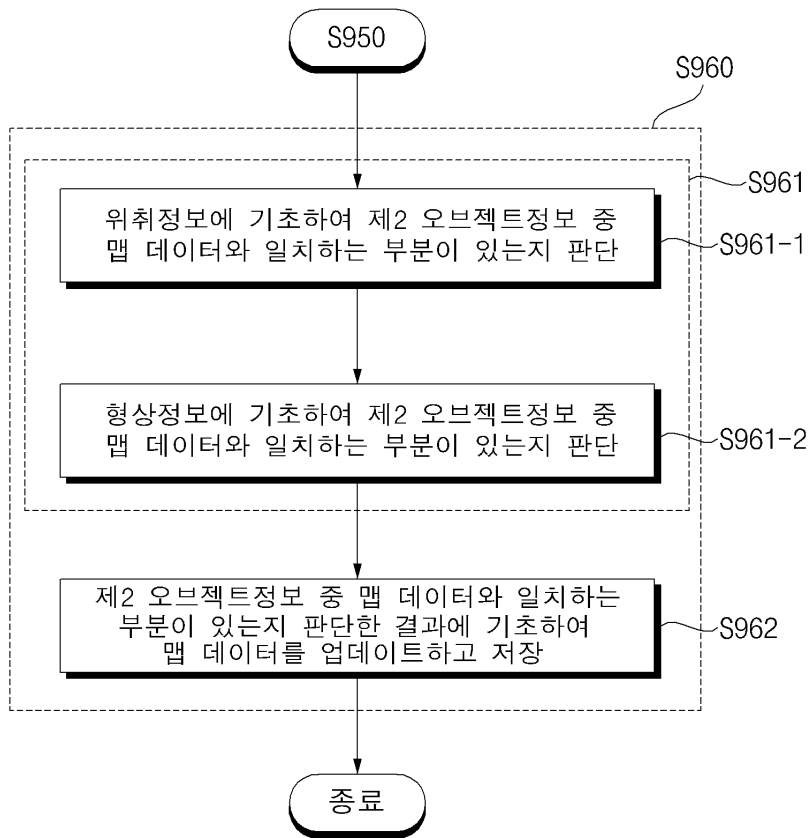 S950
S960
S961
위취정보에 기초하여 제2 오브젝트정보 중
맵 데이터와 일치하는 부분이 있는지 판단
S961-1
형상정보에 기초하여 제2 오브젝트정보 중
맵 데이터와 일치하는 부분이 있는지 판단
S961-2
제2 오브젝트정보 중 맵 데이터와 일치하는
부분이 있는지 판단한 결과에 기초하여
맵 데이터를 업데이트하고 저장
S962
종료